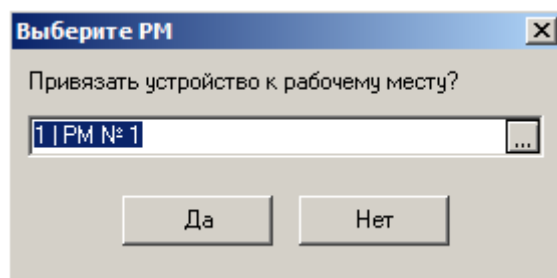 Выберите РМ
Привязать устройство к рабочему месту?
1 | РМ № 1
...
Да
Нет